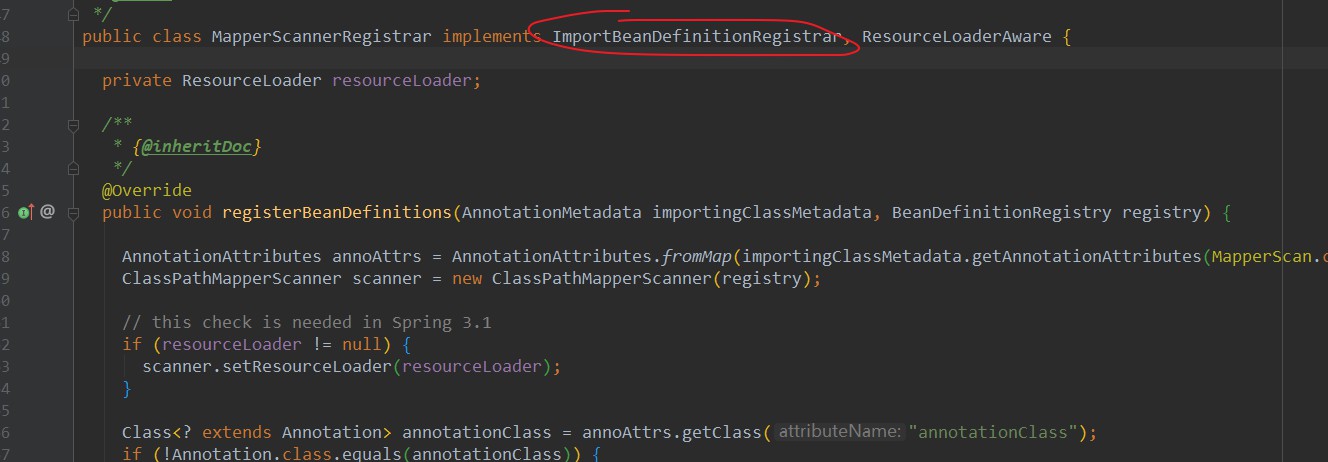 7 */
8 public class MapperScannerRegistrar implements ImportBeanDefinitionRegistrar, ResourceLoaderAware {
9
0 private ResourceLoader resourceLoader;
1
2 /**
3 * {@inheritDoc}
4 */
5 @Override
6 @ public void registerBeanDefinitions(AnnotationMetadata importingClassMetadata, BeanDefinitionRegistry registry) {
7
8 AnnotationAttributes annoAttrs = AnnotationAttributes.fromMap(importingClassMetadata.getAnnotationAttributes(MapperScan.
9 ClassPathMapperScanner scanner = new ClassPathMapperScanner(registry);
0
1 // this check is needed in Spring 3.1
2 if (resourceLoader != null) {
3 scanner.setResourceLoader(resourceLoader);
4 }
5
6 Class<? extends Annotation> annotationClass = annoAttrs.getClass( attributeName: "annotationClass");
7 if (!Annotation.class.equals(annotationClass)) {